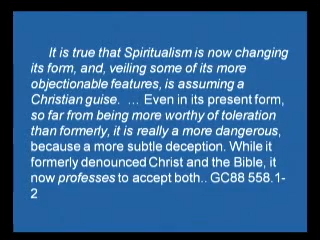 It is true that Spiritualism is now changing
its form, and, veiling some of its more
objectionable features, is assuming a
Christian guise.  … Even in its present form,
so far from being more worthy of toleration
than formerly, it is really a more dangerous,
because a more subtle deception. While it
formerly denounced Christ and the Bible, it
now professes to accept both.. GC88 558.1-
2